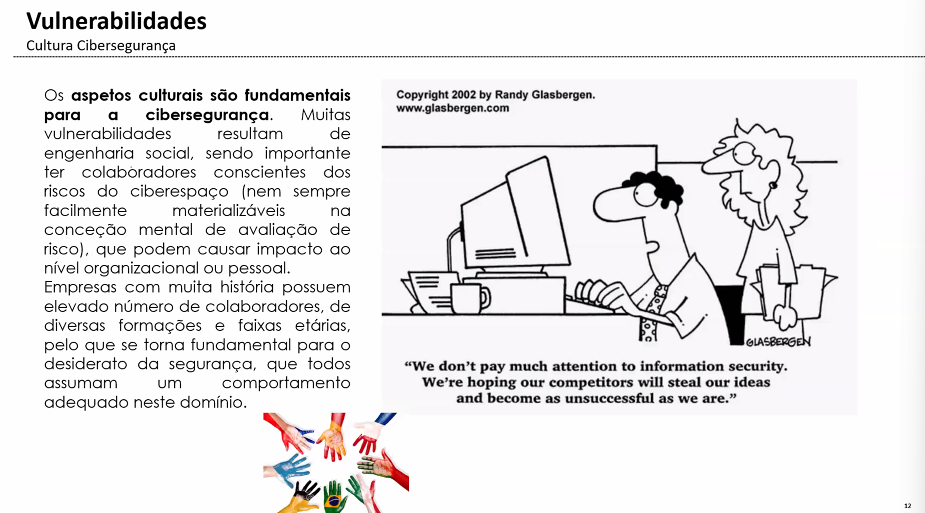 Vulnerabilidades
Cultura Cibersegurança
Os aspetos culturais são fundamentais
para a cibersegurança. Muitas
vulnerabilidades resultam de
engenharia social, sendo importante
ter colaboradores conscientes dos
riscos do ciberespaço (nem sempre
facilmente materializáveis na
conceção mental de avaliação de
risco), que podem causar impacto ao
nível organizacional ou pessoal.
Empresas com muita história possuem
elevado número de colaboradores, de
diversas formações e faixas etárias,
pelo que se torna fundamental para o
desiderato da segurança, que todos
assumam um comportamento
adequado neste domínio.
Copyright 2002 by Randy Glasbergen.
www.glasbergen.com
GLASBERGEN
“We don’t pay much attention to information security.
We’re hoping our competitors will steal our ideas
and become as unsuccessful as we are.”
12